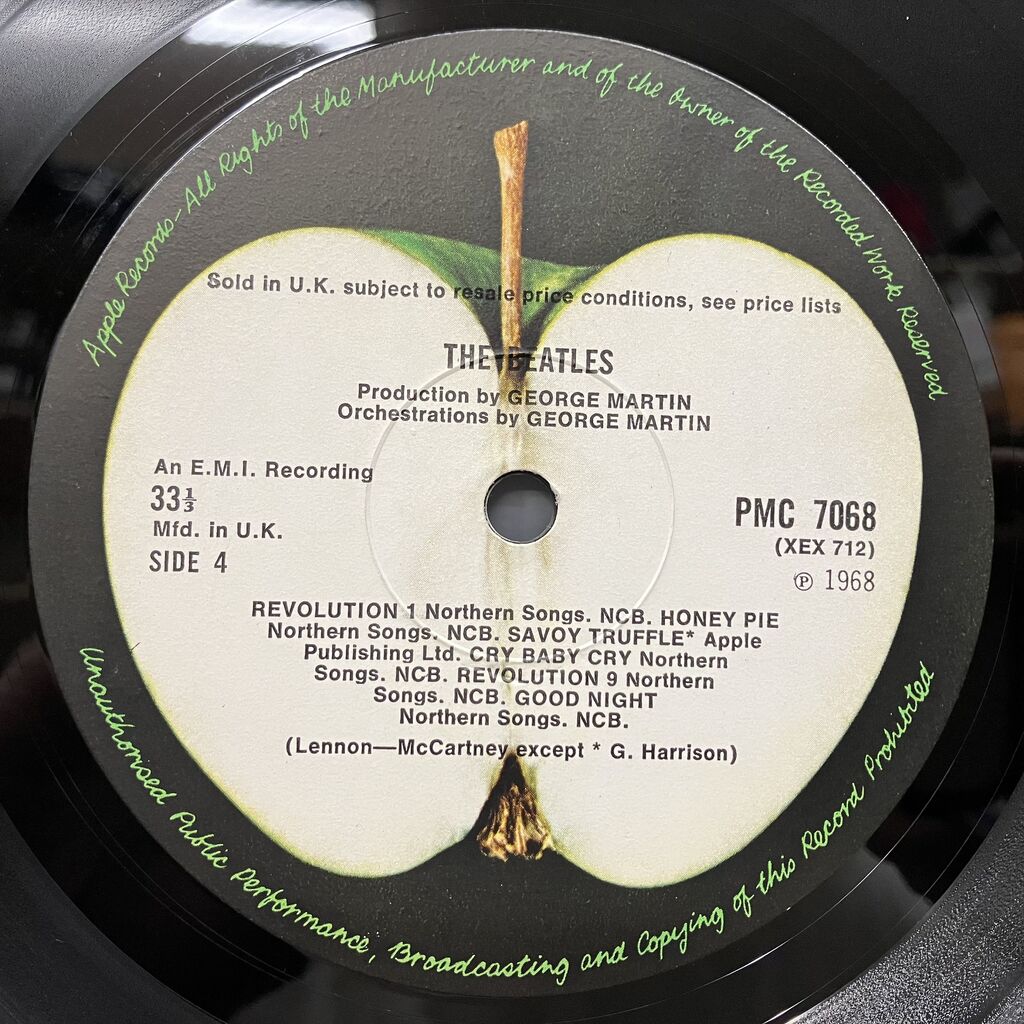 Apple Records - All Rights of the Manufacturer and of the Owner of the Recorded Work Reserved
Sold in U.K. subject to resale price conditions, see price lists
THE BEATLES
Production by GEORGE MARTIN
Orchestrations by GEORGE MARTIN
An E.M.I. Recording
33⅓
Mfd. in U.K.
SIDE 4
PMC 7068
(XEX 712)
℗ 1968
REVOLUTION 1 Northern Songs. NCB. HONEY PIE
Northern Songs. NCB. SAVOY TRUFFLE* Apple
Publishing Ltd. CRY BABY CRY Northern
Songs. NCB. REVOLUTION 9 Northern
Songs. NCB. GOOD NIGHT
Northern Songs. NCB.
(Lennon—McCartney except * G. Harrison)
Unauthorised Public Performance, Broadcasting and Copying of this Record Prohibited